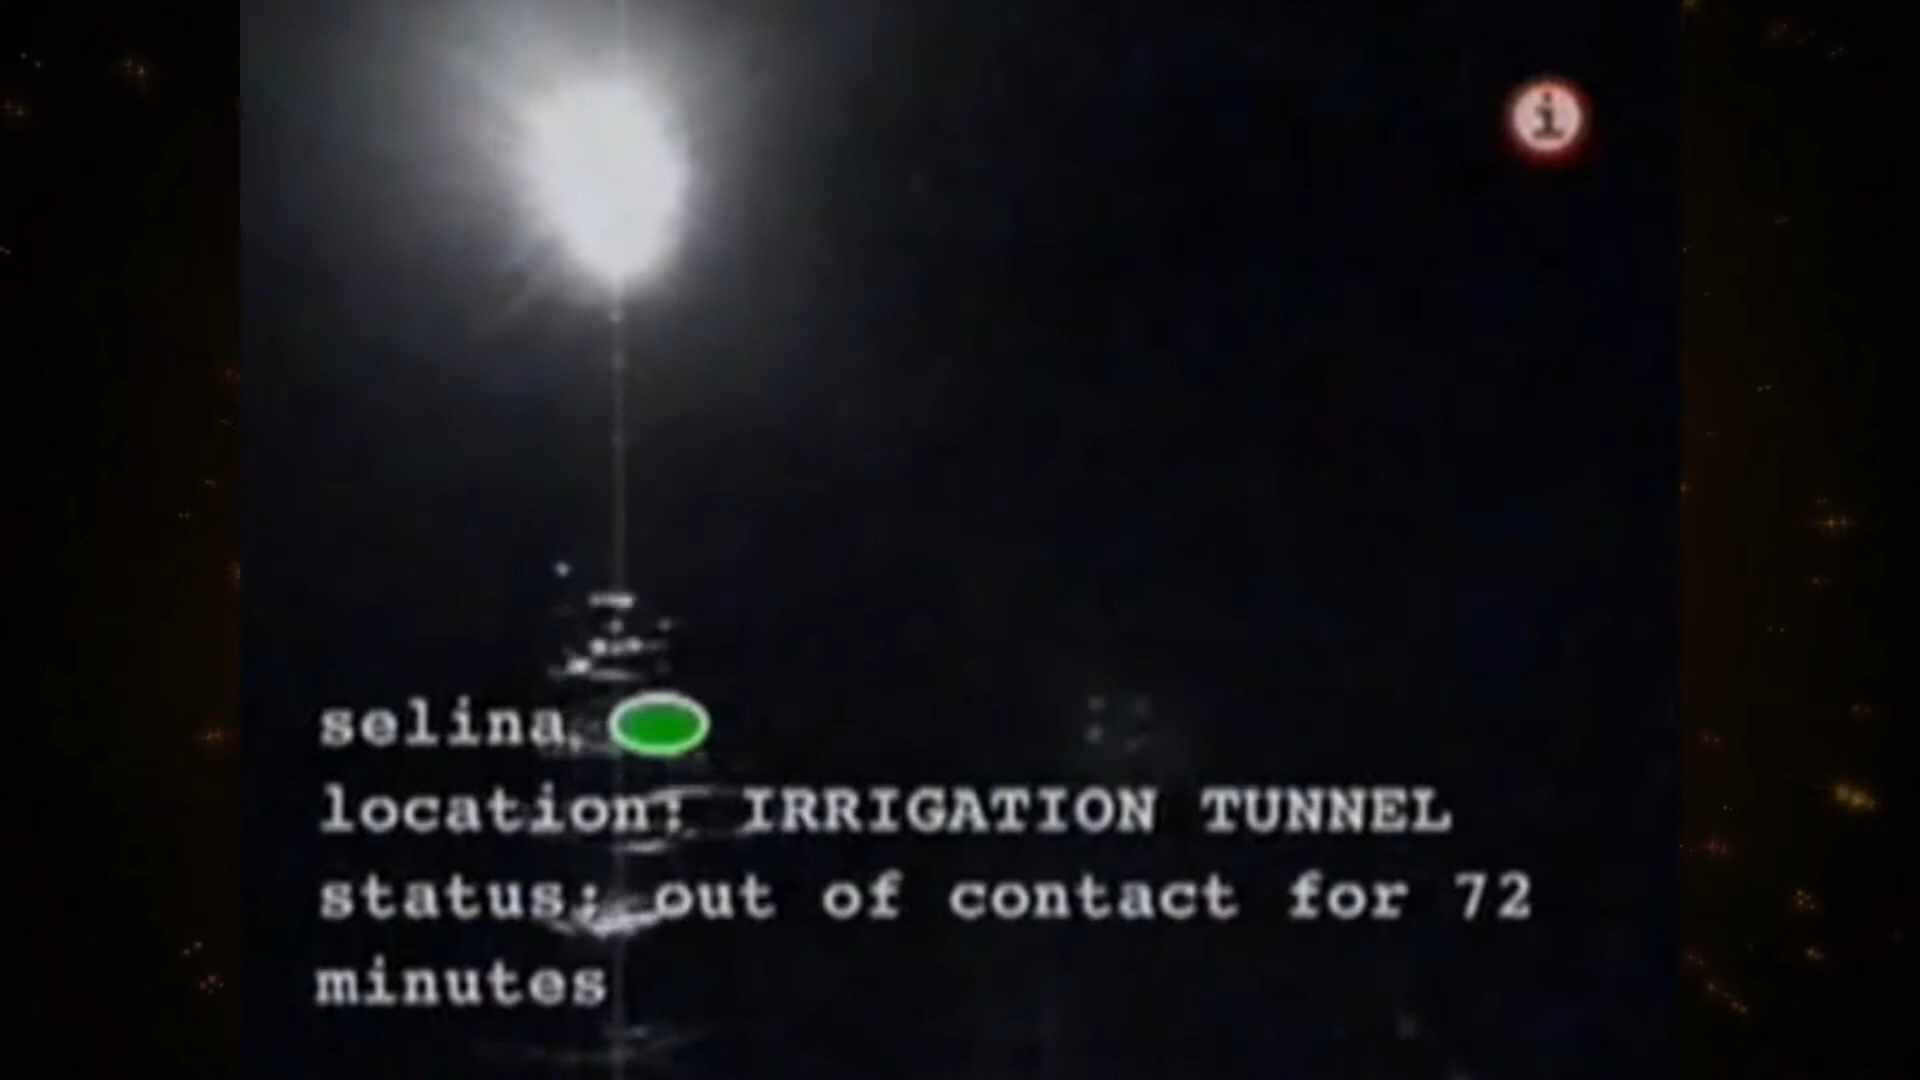 i
selina,
location: IRRIGATION TUNNEL
status: out of contact for 72
minutes